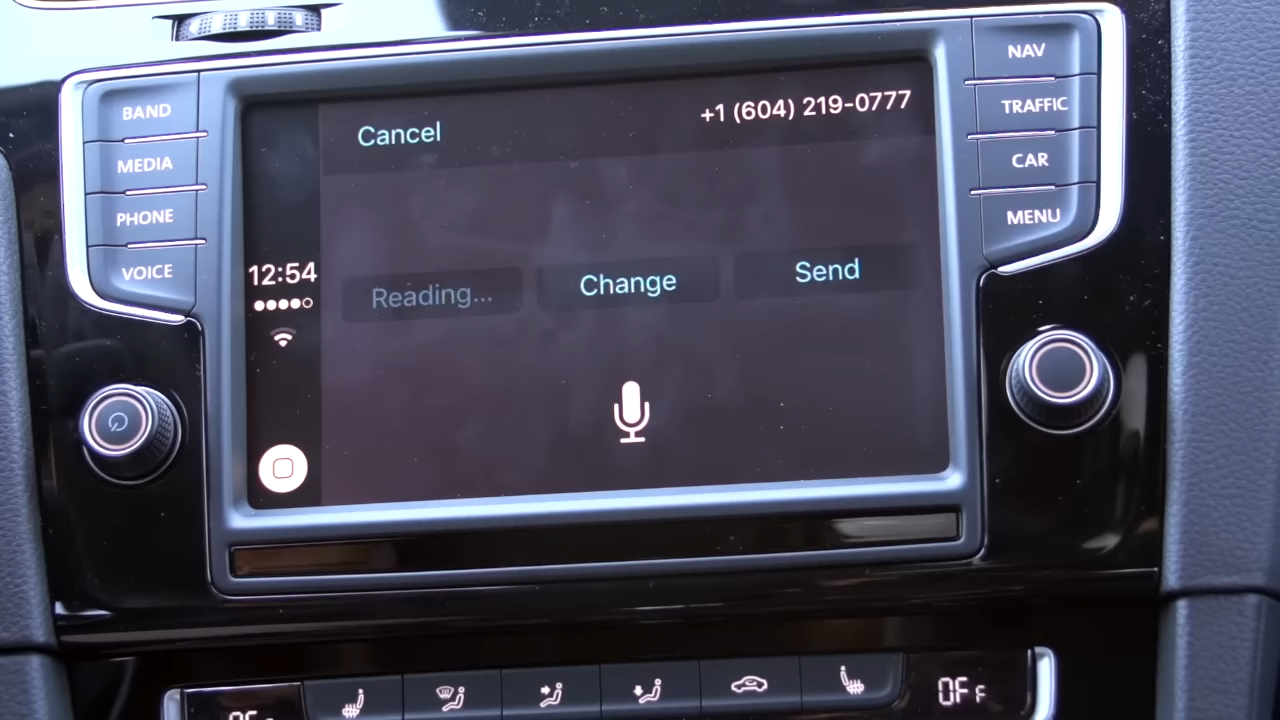 BAND
MEDIA
PHONE
VOICE
Cancel
+1 (604) 219-0777
12:54
Reading...
Change
Send
NAV
TRAFFIC
CAR
MENU
OFF